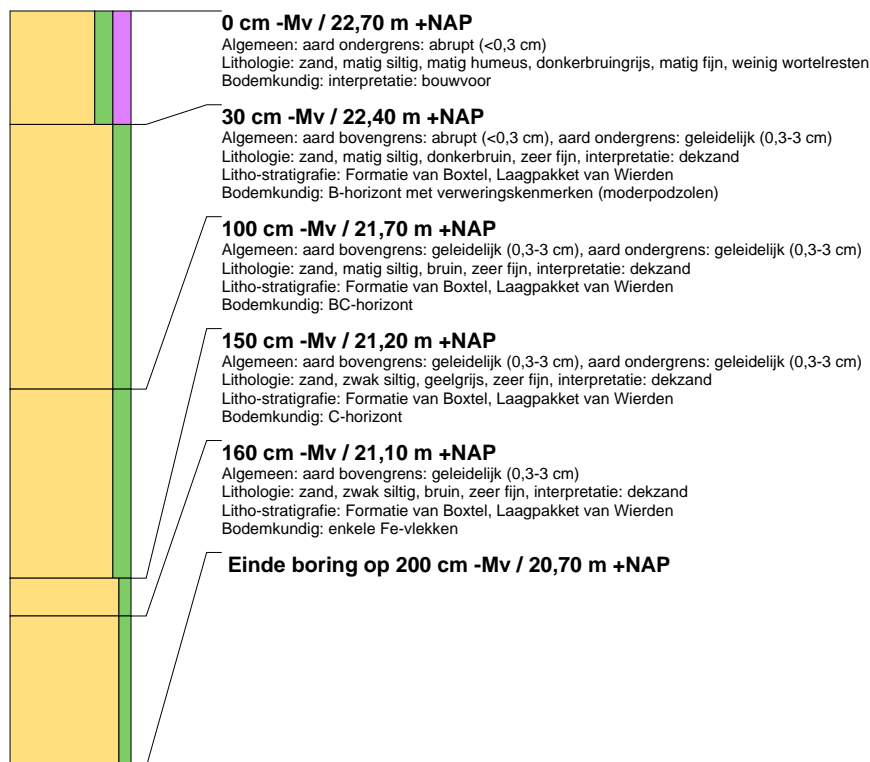 0 cm -Mv / 22,70 m +NAP
Algemeen: aard ondergrens: abrupt (<0,3 cm)
Lithologie: zand, matig siltig, matig humeus, donkerbruingrijs, matig fijn, weinig wortelresten
Bodemkundig: interpretatie: bouwvoor
30 cm -Mv / 22,40 m +NAP
Algemeen: aard bovengrens: abrupt (<0,3 cm), aard ondergrens: geleidelijk (0,3-3 cm)
Lithologie: zand, matig siltig, donkerbruin, zeer fijn, interpretatie: dekzand
Litho-stratigrafie: Formatie van Boxtel, Laagpakket van Wierden
Bodemkundig: B-horizont met verweringskenmerken (moderpodzolen)
100 cm -Mv / 21,70 m +NAP
Algemeen: aard bovengrens: geleidelijk (0,3-3 cm), aard ondergrens: geleidelijk (0,3-3 cm)
Lithologie: zand, matig siltig, bruin, zeer fijn, interpretatie: dekzand
Litho-stratigrafie: Formatie van Boxtel, Laagpakket van Wierden
Bodemkundig: BC-horizont
150 cm -Mv / 21,20 m +NAP
Algemeen: aard bovengrens: geleidelijk (0,3-3 cm), aard ondergrens: geleidelijk (0,3-3 cm)
Lithologie: zand, zwak siltig, geelgrijs, zeer fijn, interpretatie: dekzand
Litho-stratigrafie: Formatie van Boxtel, Laagpakket van Wierden
Bodemkundig: C-horizont
160 cm -Mv / 21,10 m +NAP
Algemeen: aard bovengrens: geleidelijk (0,3-3 cm)
Lithologie: zand, zwak siltig, bruin, zeer fijn, interpretatie: dekzand
Litho-stratigrafie: Formatie van Boxtel, Laagpakket van Wierden
Bodemkundig: enkele Fe-vlekken
Einde boring op 200 cm -Mv / 20,70 m +NAP